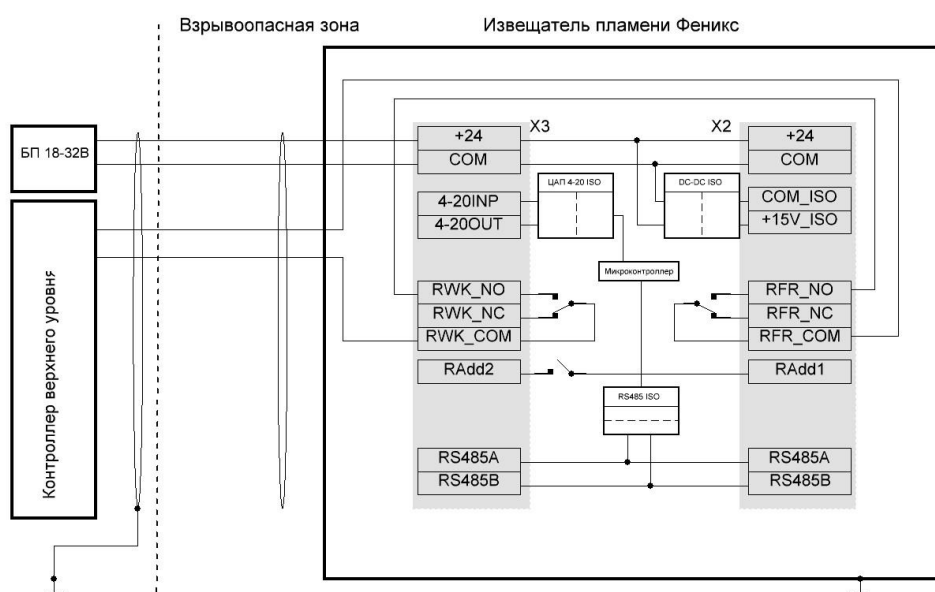 Взрывоопасная зона
Извещатель пламени Феникс
БП 18-32В
Контроллер верхнего уровня
X3
+24
COM
4-20INP
4-20OUT
RWK_NO
RWK_NC
RWK_COM
RAdd2
RS485A
RS485B
ЦАП 4-20 ISO
DC-DC ISO
Микроконтроллер
RS485 ISO
X2
+24
COM
COM_ISO
+15V_ISO
RFR_NO
RFR_NC
RFR_COM
RAdd1
RS485A
RS485B